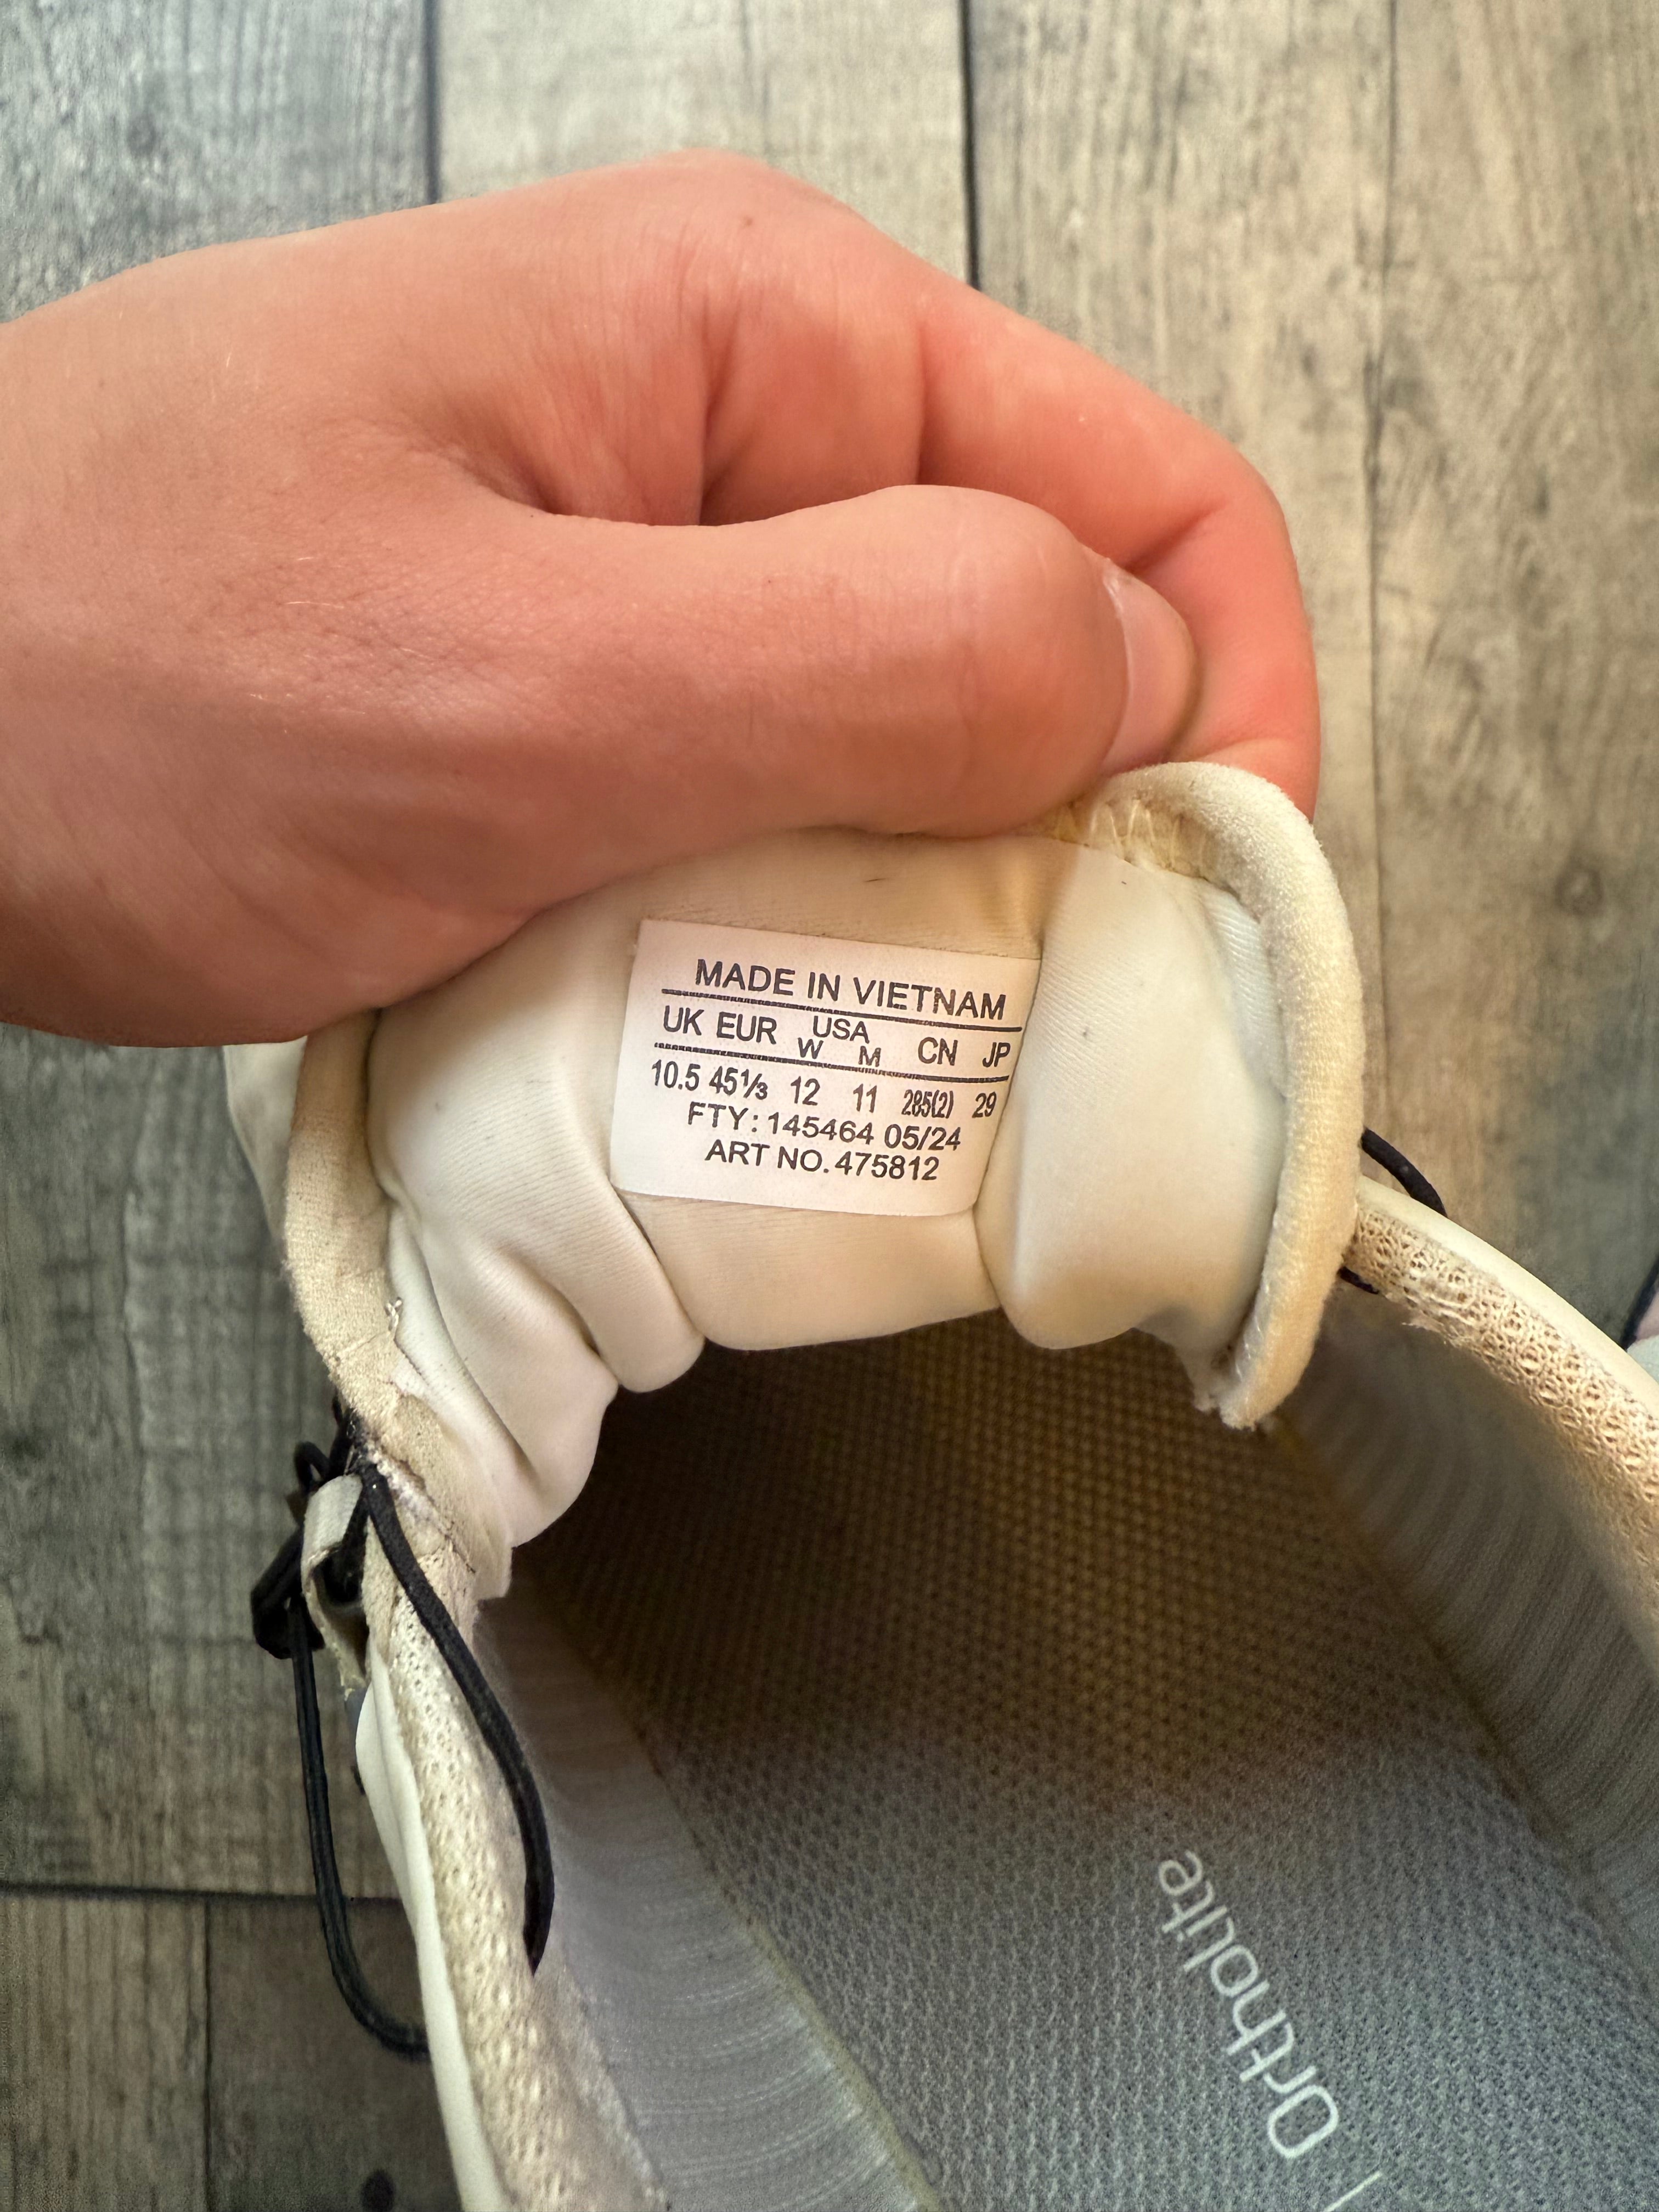 MADE IN VIETNAM
UK EUR USA CN JP
W M
10.5 45⅓ 12 11 285(2) 29
FTY: 145464 05/24
ART NO. 475812
Ortholite